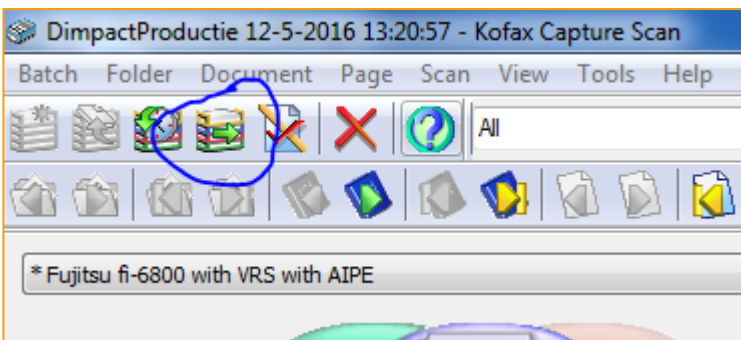 DimpactProductie 12-5-2016 13:20:57 - Kofax Capture Scan
Batch Folder Document Page Scan View Tools Help
All
* Fujitsu fi-6800 with VRS with AIPE